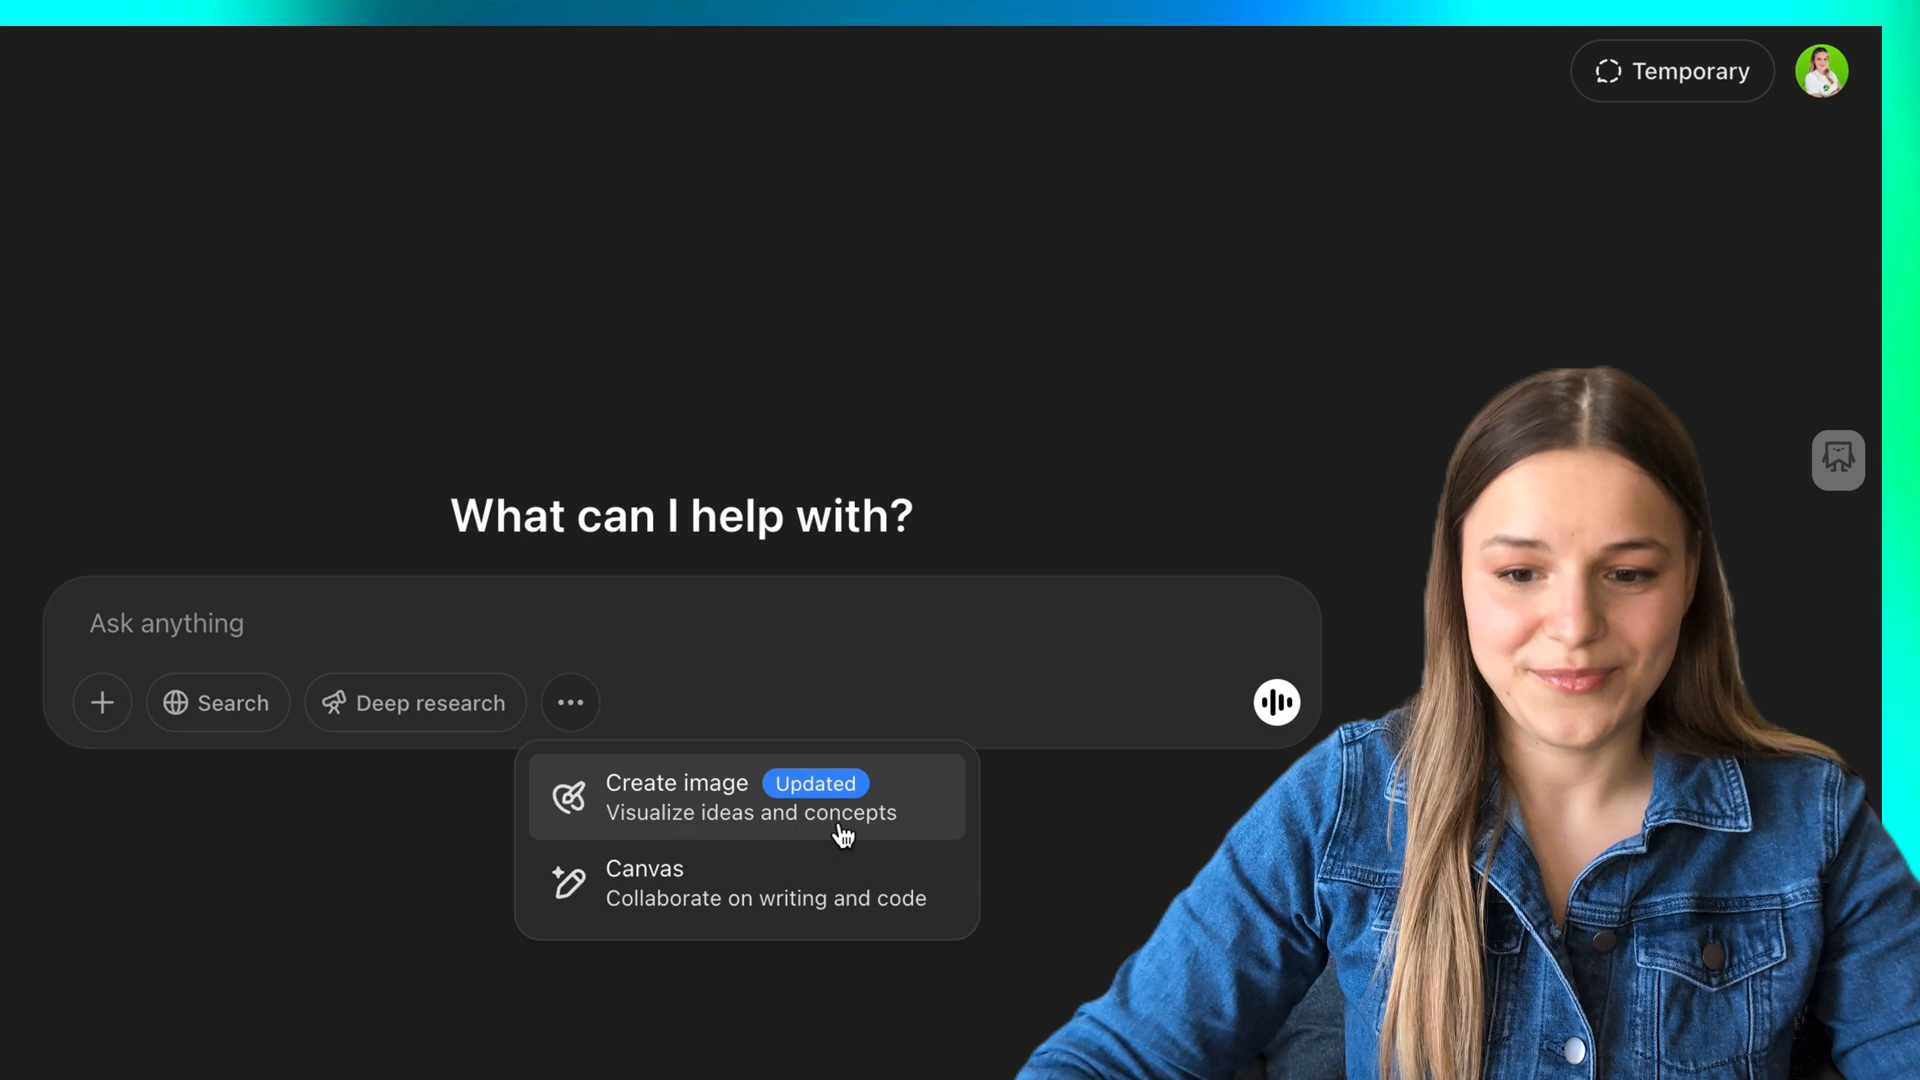 Temporary
What can I help with?
Ask anything
Search
Deep research
Create image Updated
Visualize ideas and concepts
Canvas
Collaborate on writing and code